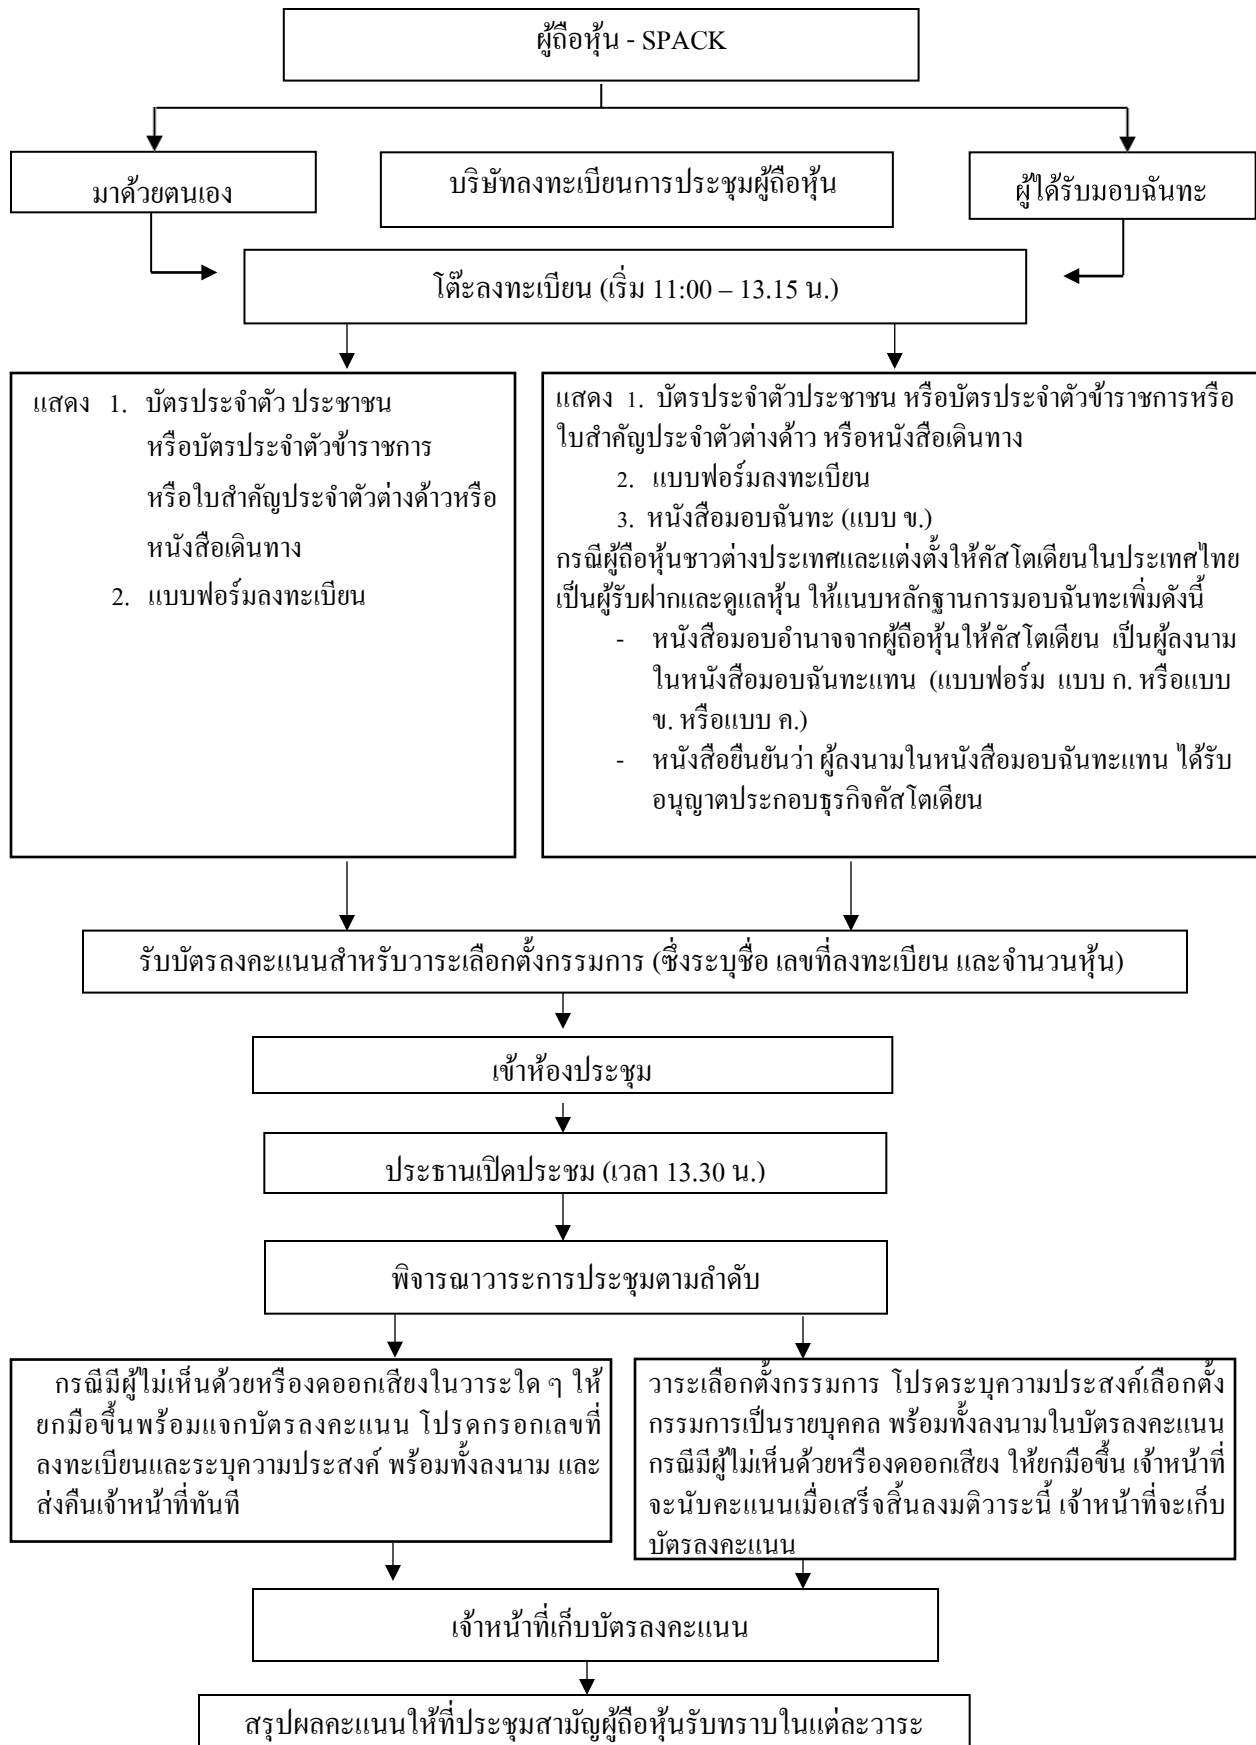 ผู้ถือหุ้น - SPACK
มาด้วยตนเอง
บริษัทลงทะเบียนการประชุมผู้ถือหุ้น
ผู้ได้รับมอบฉันทะ
โต๊ะลงทะเบียน (เริ่ม 11:00 – 13.15 น.)
แสดง 1. บัตรประจำตัว ประชาชน
หรือบัตรประจำตัวข้าราชการ
หรือใบสำคัญประจำตัวต่างด้าวหรือ
หนังสือเดินทาง
2. แบบฟอร์มลงทะเบียน
แสดง 1. บัตรประจำตัวประชาชน หรือบัตรประจำตัวข้าราชการหรือ
ใบสำคัญประจำตัวต่างด้าว หรือหนังสือเดินทาง
2. แบบฟอร์มลงทะเบียน
3. หนังสือมอบฉันทะ (แบบ ข.)
กรณีผู้ถือหุ้นชาวต่างประเทศและแต่งตั้งให้คัสโตเดียนในประเทศไทย
เป็นผู้รับฝากและดูแลหุ้น ให้แนบหลักฐานการมอบฉันทะเพิ่มดังนี้
- หนังสือมอบอำนาจจากผู้ถือหุ้นให้คัสโตเดียน เป็นผู้ลงนาม
ในหนังสือมอบฉันทะแทน (แบบฟอร์ม แบบ ก. หรือแบบ
ข. หรือแบบ ค.)
- หนังสือยืนยันว่า ผู้ลงนามในหนังสือมอบฉันทะแทน ได้รับ
อนุญาตประกอบธุรกิจคัสโตเดียน
รับบัตรลงคะแนนสำหรับวาระเลือกตั้งกรรมการ (ซึ่งระบุชื่อ เลขที่ลงทะเบียน และจำนวนหุ้น)
เข้าห้องประชุม
ประธานเปิดประชม (เวลา 13.30 น.)
พิจารณาวาระการประชุมตามลำดับ
กรณีมีผู้ไม่เห็นด้วยหรืองดออกเสียงในวาระใด ๆ ให้
ยกมือขึ้นพร้อมแจกบัตรลงคะแนน โปรดกรอกเลขที่
ลงทะเบียนและระบุความประสงค์ พร้อมทั้งลงนาม และ
ส่งคืนเจ้าหน้าที่ทันที
วาระเลือกตั้งกรรมการ โปรดระบุความประสงค์เลือกตั้ง
กรรมการเป็นรายบุคคล พร้อมทั้งลงนามในบัตรลงคะแนน
กรณีมีผู้ไม่เห็นด้วยหรืองดออกเสียง ให้ยกมือขึ้น เจ้าหน้าที่
จะนับคะแนนเมื่อเสร็จสิ้นลงมติวาระนี้ เจ้าหน้าที่จะเก็บ
บัตรลงคะแนน
เจ้าหน้าที่เก็บบัตรลงคะแนน
สรุปผลคะแนนให้ที่ประชุมสามัญผู้ถือหุ้นรับทราบในแต่ละวาระ